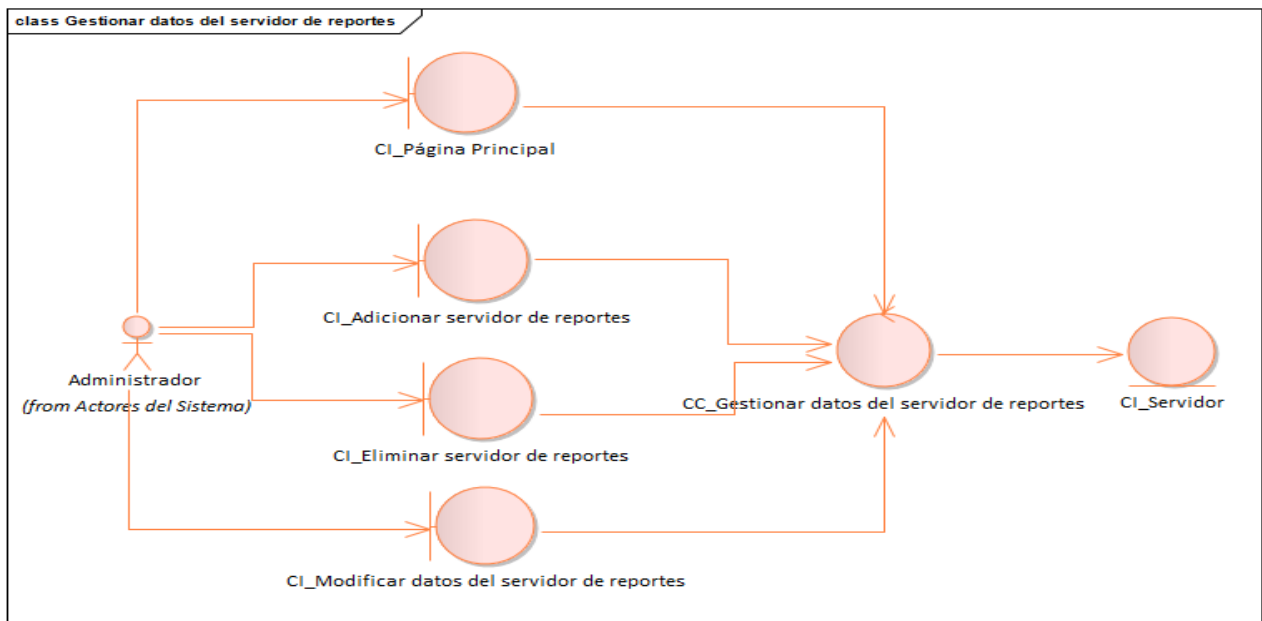 class Gestionar datos del servidor de reportes
CI_Página Principal
CI_Adicionar servidor de reportes
Administrador
(from Actores del Sistema)
CC_Gestionar datos del servidor de reportes
CI_Servidor
CI_Eliminar servidor de reportes
CI_Modificar datos del servidor de reportes